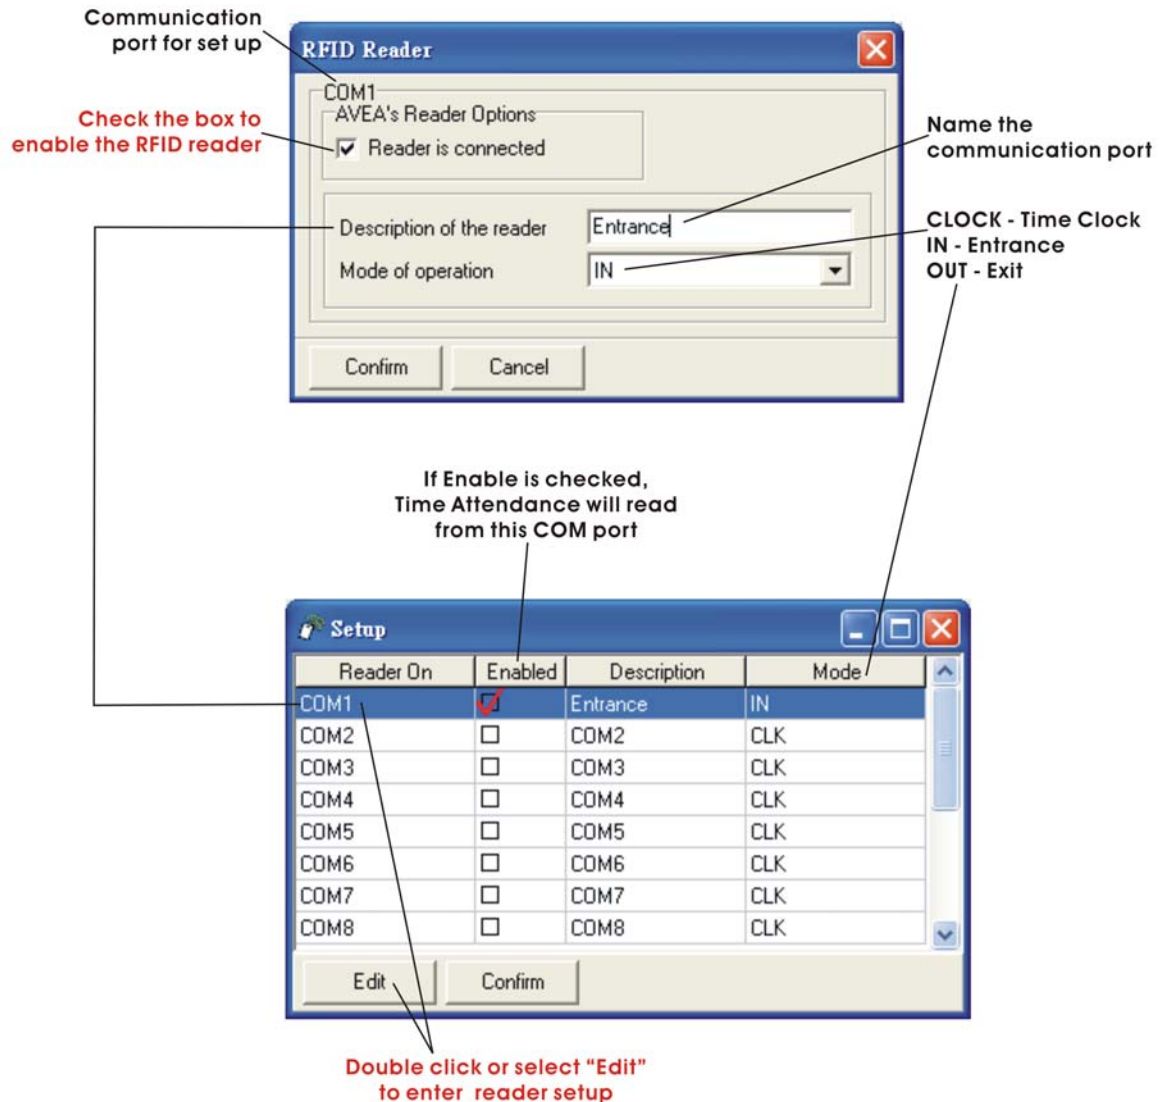 Communication
port for set up
RFID Reader
COM1
AVEA's Reader Options
Check the box to
enable the RFID reader
Reader is connected
Name the
communication port
Description of the reader
Entrance
CLOCK - Time Clock
IN - Entrance
OUT - Exit
Mode of operation
IN
Confirm
Cancel
If Enable is checked,
Time Attendance will read
from this COM port
Setup
Reader On Enabled Description Mode
COM1 Entrance IN
COM2 COM2 CLK
COM3 COM3 CLK
COM4 COM4 CLK
COM5 COM5 CLK
COM6 COM6 CLK
COM7 COM7 CLK
COM8 COM8 CLK
Edit
Confirm
Double click or select “Edit”
to enter reader setup